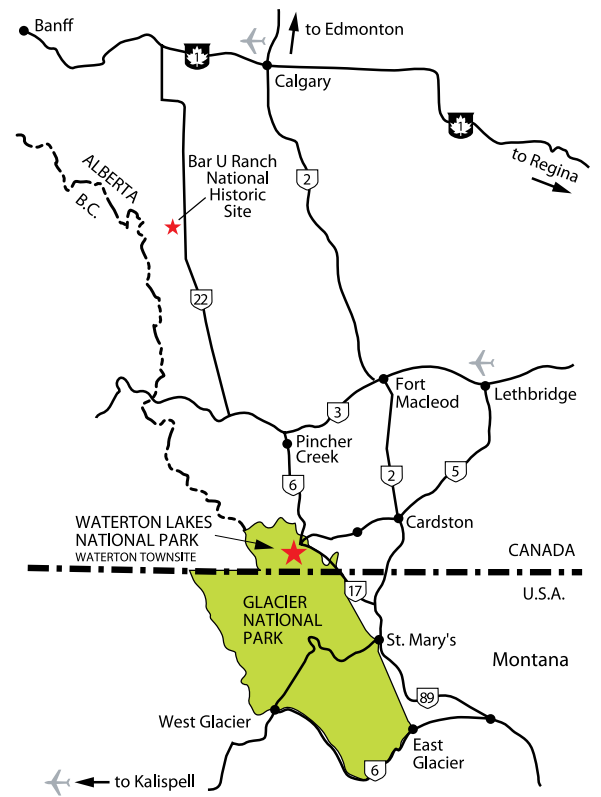 Banff
to Edmonton
1
Calgary
1
to Regina
ALBERTA
B.C.
Bar U Ranch
National
Historic
Site
2
22
Fort
Macleod
Lethbridge
3
Pincher
Creek
2
5
6
WATERTON LAKES
NATIONAL PARK
WATERTON TOWNSITE
Cardston
CANADA
U.S.A.
17
GLACIER
NATIONAL
PARK
St. Mary's
Montana
89
West Glacier
East
Glacier
6
to Kalispell